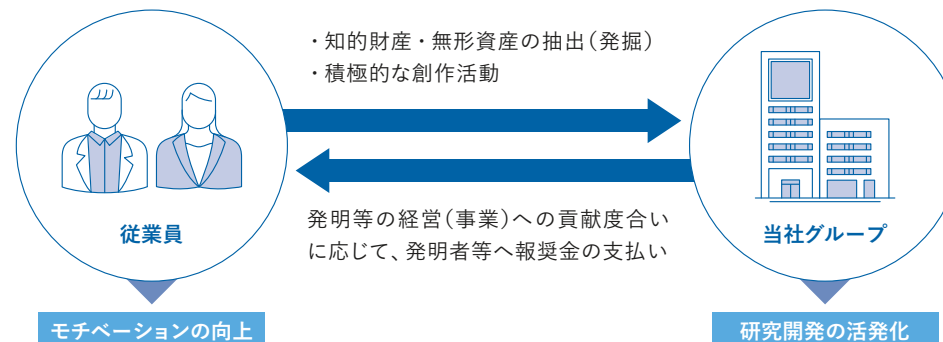 ・知的財産・無形資産の抽出（発掘）
・積極的な創作活動
発明等の経営（事業）への貢献度合い
に応じて、発明者等へ報奨金の支払い
従業員
当社グループ
モチベーションの向上
研究開発の活発化